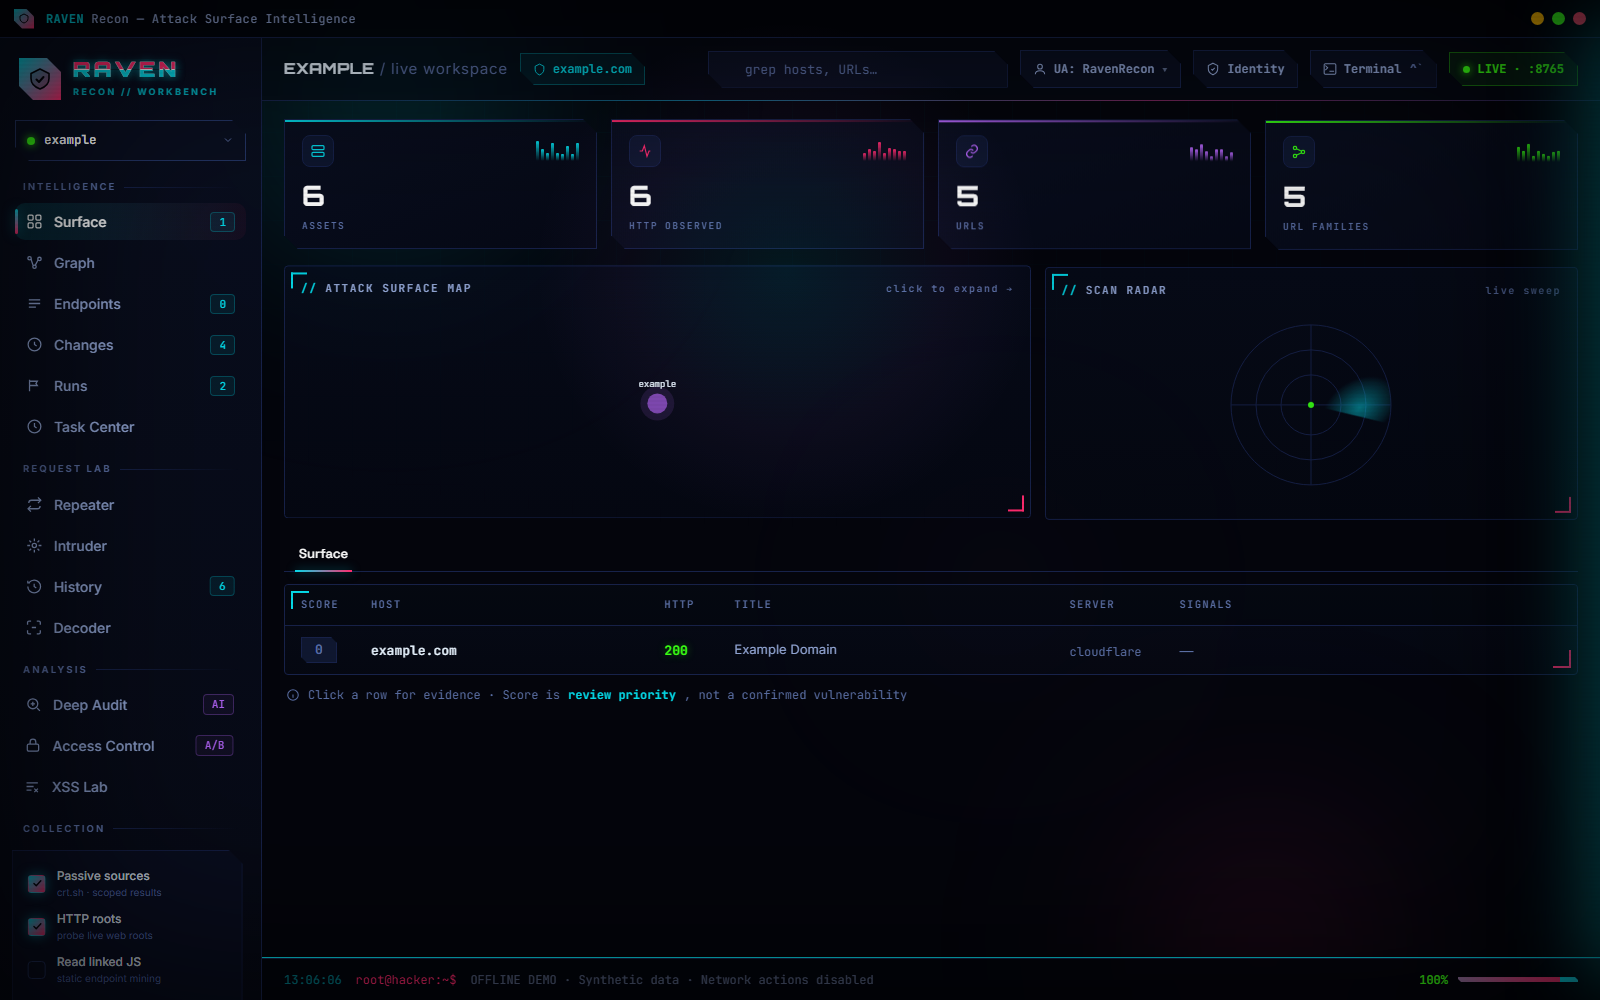 RAVEN Recon — Attack Surface Intelligence
RAVEN
RECON // WORKBENCH
example
INTELLIGENCE
Surface 1
Graph
Endpoints 0
Changes 4
Runs 2
Task Center
REQUEST LAB
Repeater
Intruder
History 6
Decoder
ANALYSIS
Deep Audit AI
Access Control A/B
XSS Lab
COLLECTION
Passive sources
crt.sh · scoped results
HTTP roots
probe live web roots
Read linked JS
static endpoint mining
EXAMPLE / live workspace
example.com
grep hosts, URLs…
UA: RavenRecon ▾
Identity
Terminal ^`
LIVE · :8765
6
ASSETS
6
HTTP OBSERVED
5
URLS
5
URL FAMILIES
// ATTACK SURFACE MAP
click to expand →
example
// SCAN RADAR
live sweep
Surface
SCORE HOST HTTP TITLE SERVER SIGNALS
0 example.com 200 Example Domain cloudflare —
Click a row for evidence · Score is review priority , not a confirmed vulnerability
13:06:06 root@hacker:~$ OFFLINE DEMO · Synthetic data · Network actions disabled
100%